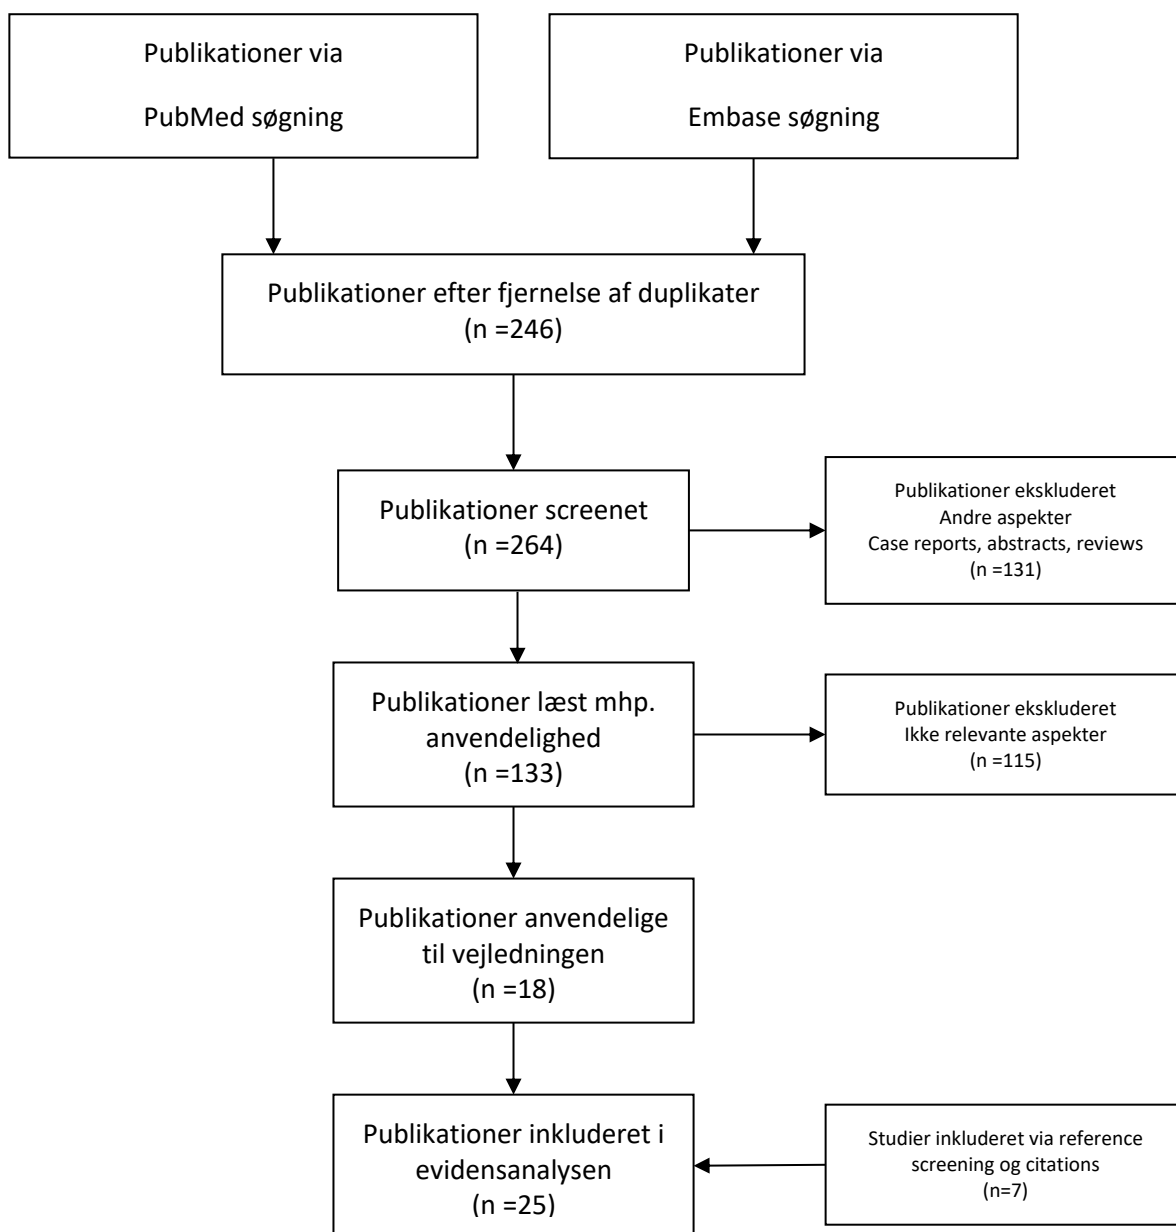 Publikationer via
PubMed søgning
Publikationer via
Embase søgning
Publikationer efter fjernelse af duplikater
(n =246)
Publikationer screenet
(n =264)
Publikationer ekskluderet
Andre aspekter
Case reports, abstracts, reviews
(n =131)
Publikationer læst mhp.
anvendelighed
(n =133)
Publikationer ekskluderet
Ikke relevante aspekter
(n =115)
Publikationer anvendelige
til vejledningen
(n =18)
Publikationer inkluderet i
evidensanalysen
(n =25)
Studier inkluderet via reference
screening og citations
(n=7)